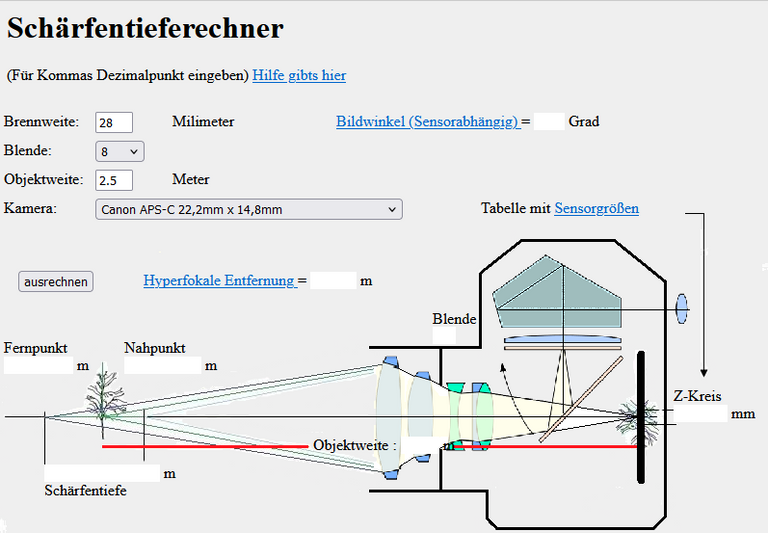 Schärfentieferechner
(Für Kommas Dezimalpunkt eingeben) Hilfe gibts hier
Brennweite: 28 Milimeter Bildwinkel (Sensorabhängig) = Grad
Blende: 8
Objektweite: 2.5 Meter
Kamera: Canon APS-C 22,2mm x 14,8mm Tabelle mit Sensorgrößen
ausrechnen Hyperfokale Entfernung = m
Blende
Fernpunkt Nahpunkt
m m
Z-Kreis
mm
Objektweite : m
m
Schärfentiefe